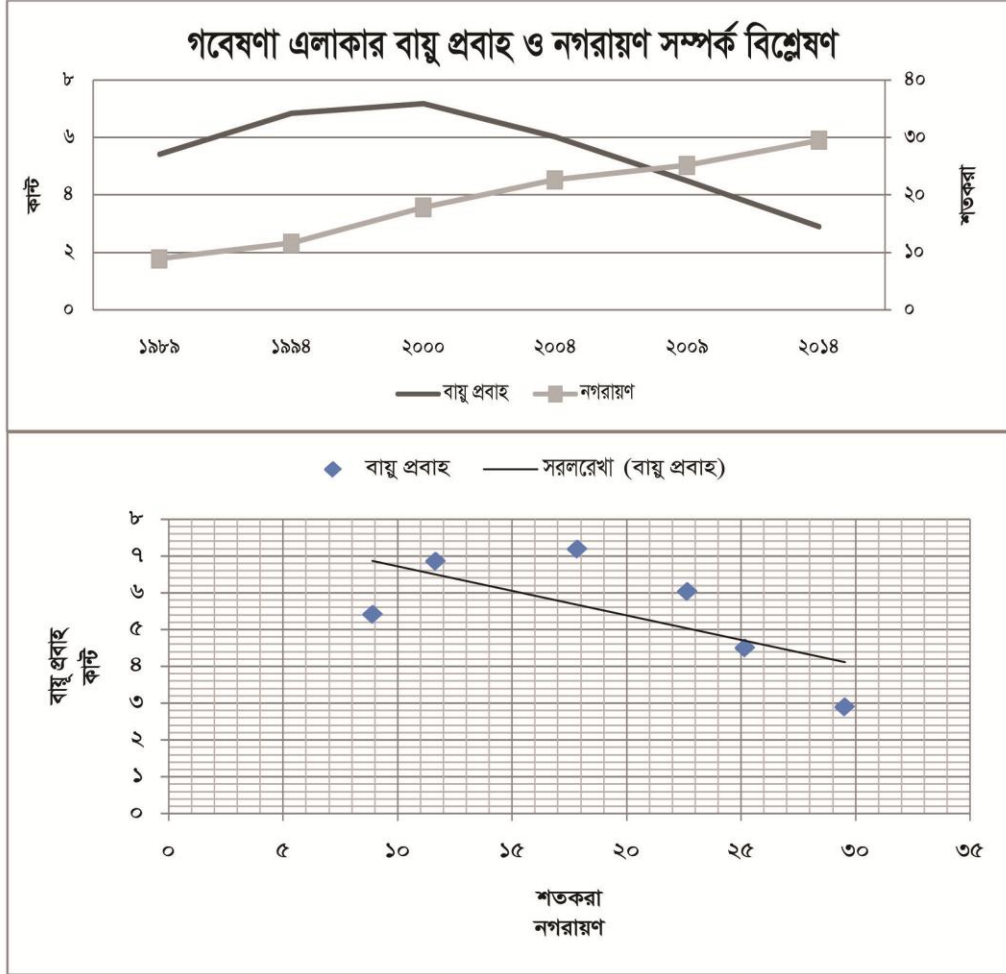 গবেষণা এলাকার বায়ু প্রবাহ ও নগরায়ণ সম্পর্ক বিশ্লেষণ
৮
৬
৪
২
০
কান্ট
৪০
৩০
২০
১০
০
শতকরা
১৯৮৯ ১৯৯৪ ২০০০ ২০০৪ ২০০৯ ২০১৪
বায়ু প্রবাহ নগরায়ণ
বায়ু প্রবাহ সরলরেখা (বায়ু প্রবাহ)
৮
৭
৬
৫
৪
৩
২
১
০
বায়ু প্রবাহ
কান্ট
০ ৫ ১০ ১৫ ২০ ২৫ ৩০ ৩৫
শতকরা
নগরায়ণ